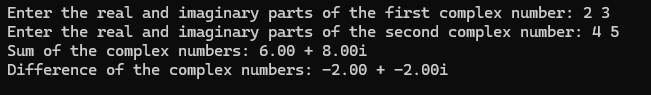 Enter the real and imaginary parts of the first complex number: 2 3
Enter the real and imaginary parts of the second complex number: 4 5
Sum of the complex numbers: 6.00 + 8.00i
Difference of the complex numbers: -2.00 + -2.00i